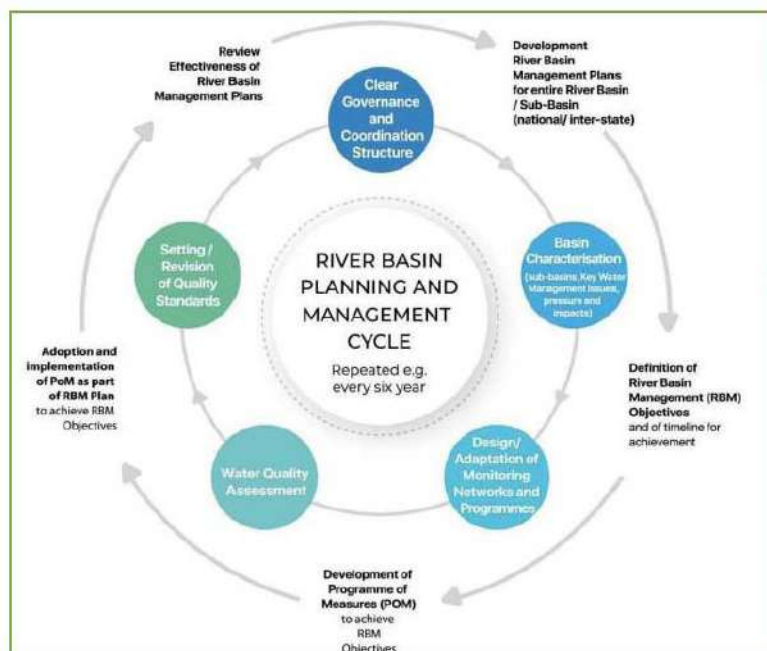 Review
Effectiveness of
River Basin
Management Plans
Development
River Basin
Management Plans
for entire River Basin
/ Sub-Basin
(national/ inter-state)
Clear
Governance
and
Coordination
Structure
Setting /
Revision
of Quality
Standards
RIVER BASIN
PLANNING AND
MANAGEMENT
CYCLE
Repeated e.g.
every six year
Basin
Characterisation
(sub-basins, Key Water
Management Issues,
pressure and
impacts)
Adoption and
implementation
of PoM as part
of RBM Plan
to achieve RBM
Objectives
Definition of
River Basin
Management (RBM)
Objectives
and of timeline for
achievement
Water Quality
Assessment
Design/
Adaptation of
Monitoring
Networks and
Programmes
Development of
Programme of
Measures (POM)
to achieve
RBM
Objectives